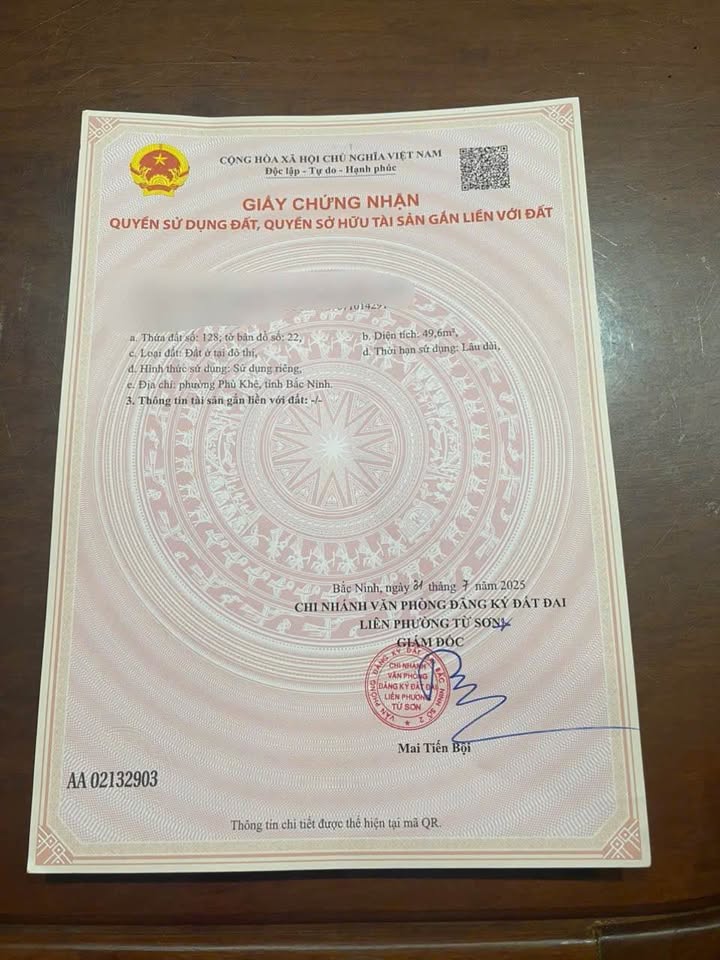 CỘNG HÒA XÃ HỘI CHỦ NGHĨA VIỆT NAM
Độc lập - Tự do - Hạnh phúc
GIẤY CHỨNG NHẬN
QUYỀN SỬ DỤNG ĐẤT, QUYỀN SỞ HỮU TÀI SẢN GẮN LIỀN VỚI ĐẤT
a. Thửa đất số: 128; tờ bản đồ số: 22,
b. Diện tích: 49,6m²,
c. Loại đất: Đất ở tại đô thị,
d. Thời hạn sử dụng: Lâu dài,
đ. Hình thức sử dụng: Sử dụng riêng,
e. Địa chỉ: phường Phù Khê, tỉnh Bắc Ninh.
3. Thông tin tài sản gắn liền với đất: -/-
Bắc Ninh, ngày 31 tháng 7 năm 2025
CHI NHÁNH VĂN PHÒNG ĐĂNG KÝ ĐẤT ĐAI
LIÊN PHƯỜNG TỪ SƠN
GIÁM ĐỐC
CHI NHÁNH
VĂN PHÒNG
ĐĂNG KÝ ĐẤT ĐAI
LIÊN PHƯỜNG
TỪ SƠN
Mai Tiến Bội
AA 02132903
Thông tin chi tiết được thể hiện tại mã QR.